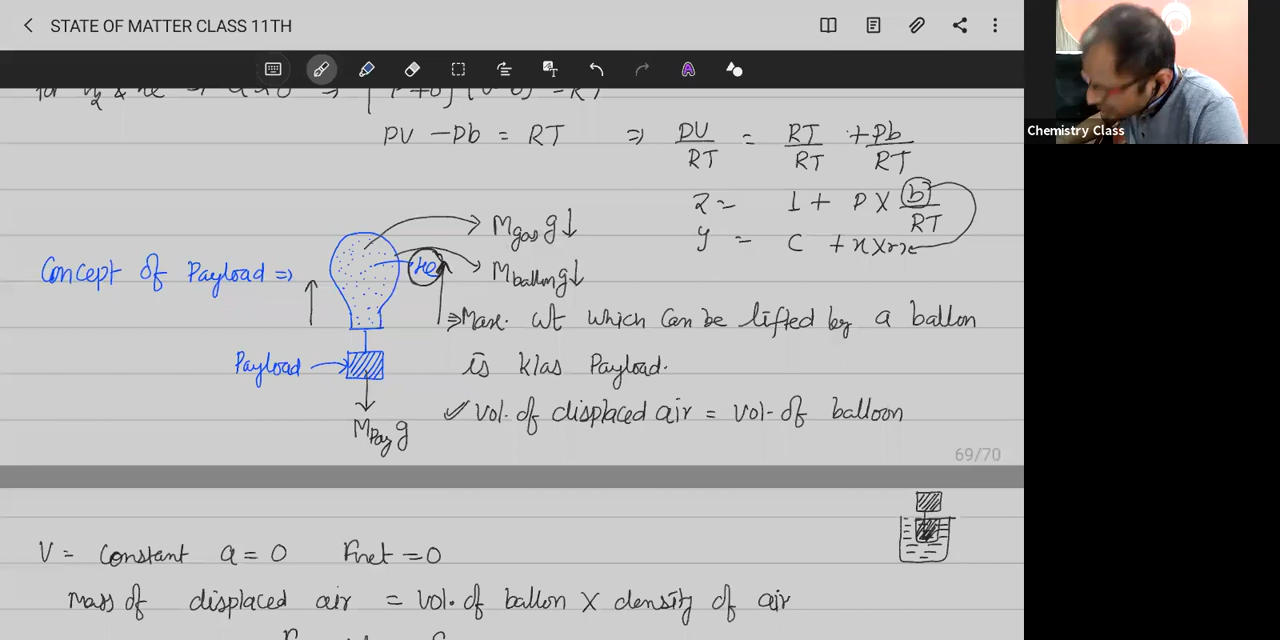 STATE OF MATTER CLASS 11TH
Chemistry Class
PV - Pb = RT ⇒ PV/RT = RT/RT + Pb/RT
Z = 1 + P X b/RT
y = C + x X m
Mgas g↓
Concept of Payload ⇒ He Mballon g↓
⇒ Max. wt which can be lifted by a ballon
Payload → is k/as Payload.
✓ Vol. of displaced air = Vol- of balloon
MPay g
69/70
V = Constant a = 0 Fnet = 0
Mass of displaced air = Vol. of ballon X density of air